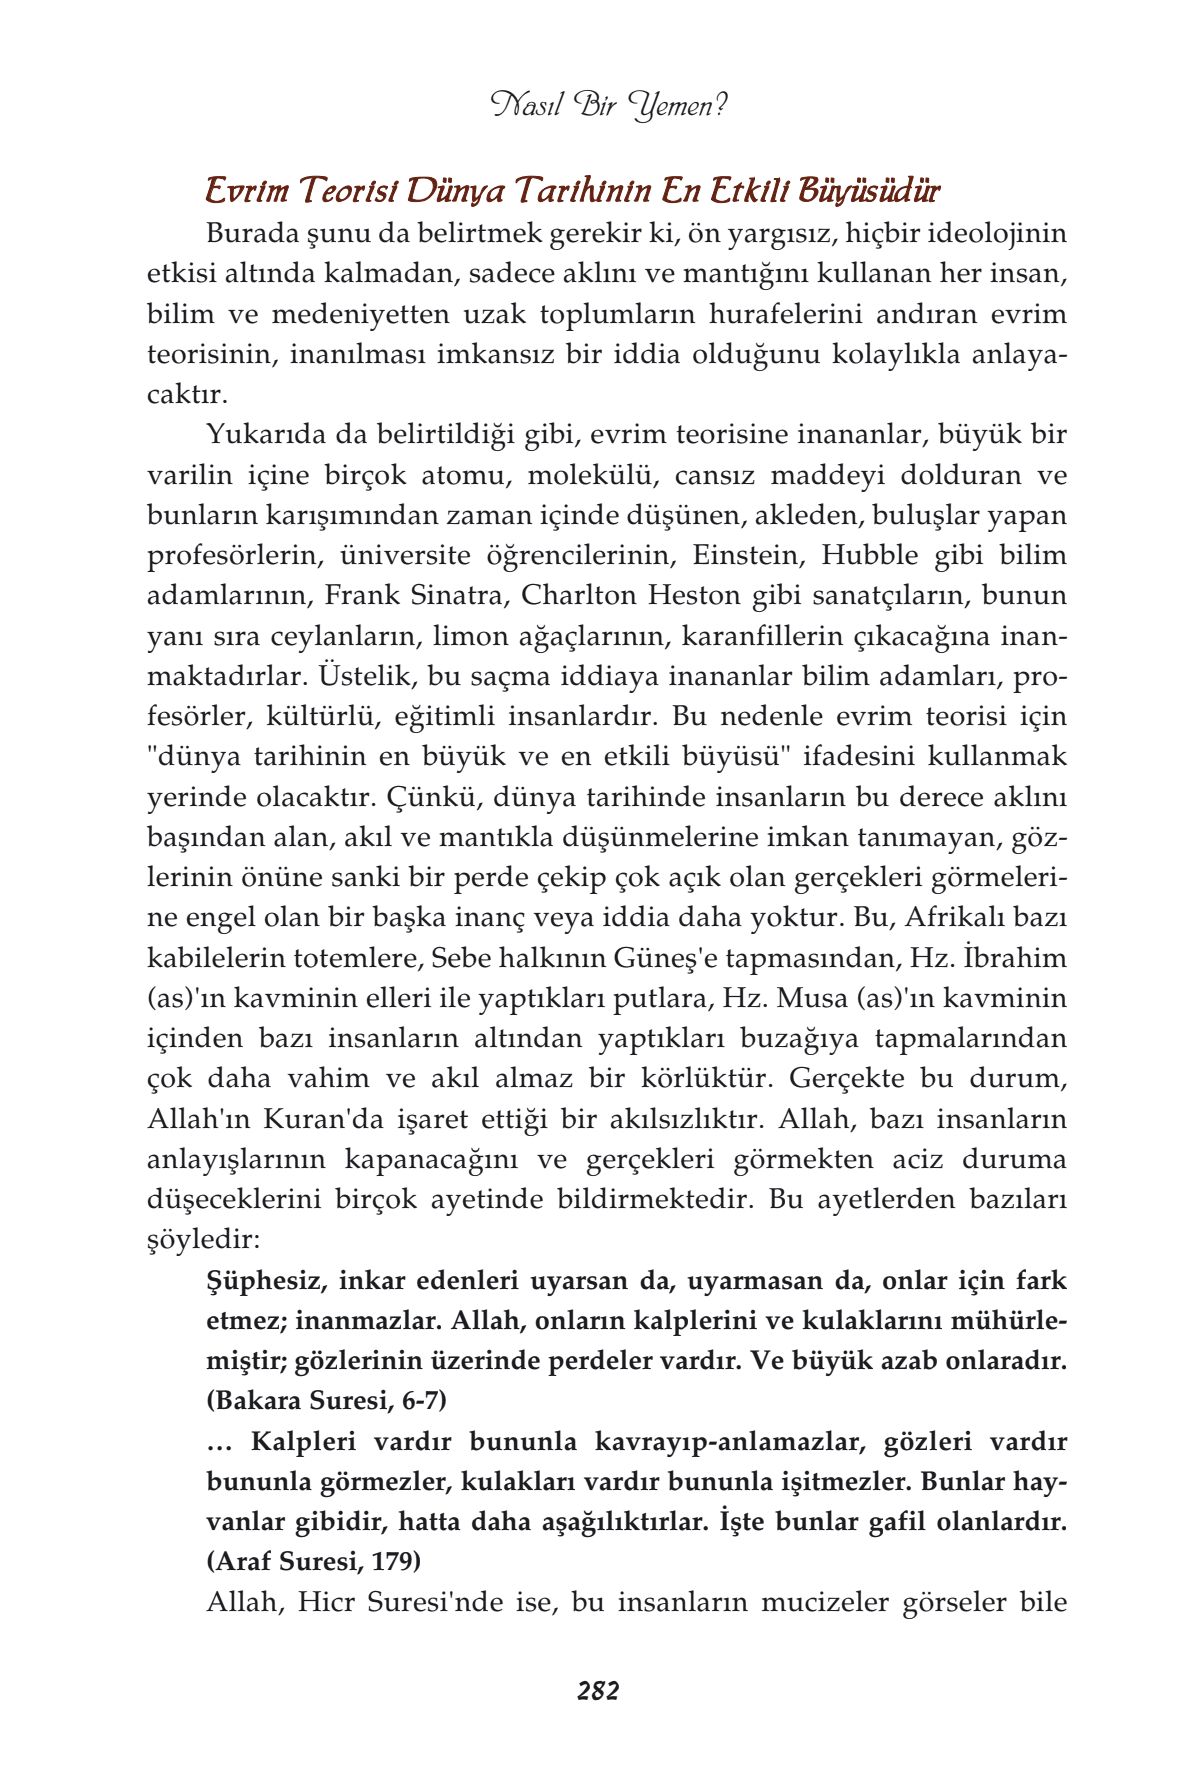 Nasıl Bir Yemen?
Evrim Teorisi Dünya Tarihinin En Etkili Büyüsüdür
Burada şunu da belirtmek gerekir ki, ön yargısız, hiçbir ideolojinin
etkisi altında kalmadan, sadece aklını ve mantığını kullanan her insan,
bilim ve medeniyetten uzak toplumların hurafelerini andıran evrim
teorisinin, inanılması imkansız bir iddia olduğunu kolaylıkla anlaya-
caktır.
Yukarıda da belirtildiği gibi, evrim teorisine inananlar, büyük bir
varilin içine birçok atomu, molekülü, cansız maddeyi dolduran ve
bunların karışımından zaman içinde düşünen, akleden, buluşlar yapan
profesörlerin, üniversite öğrencilerinin, Einstein, Hubble gibi bilim
adamlarının, Frank Sinatra, Charlton Heston gibi sanatçıların, bunun
yanı sıra ceylanların, limon ağaçlarının, karanfillerin çıkacağına inan-
maktadırlar. Üstelik, bu saçma iddiaya inananlar bilim adamları, pro-
fesörler, kültürlü, eğitimli insanlardır. Bu nedenle evrim teorisi için
"dünya tarihinin en büyük ve en etkili büyüsü" ifadesini kullanmak
yerinde olacaktır. Çünkü, dünya tarihinde insanların bu derece aklını
başından alan, akıl ve mantıkla düşünmelerine imkan tanımayan, göz-
lerinin önüne sanki bir perde çekip çok açık olan gerçekleri görmeleri-
ne engel olan bir başka inanç veya iddia daha yoktur. Bu, Afrikalı bazı
kabilelerin totemlere, Sebe halkının Güneş'e tapmasından, Hz. İbrahim
(as)'ın kavminin elleri ile yaptıkları putlara, Hz. Musa (as)'ın kavminin
içinden bazı insanların altından yaptıkları buzağıya tapmalarından
çok daha vahim ve akıl almaz bir körlüktür. Gerçekte bu durum,
Allah'ın Kuran'da işaret ettiği bir akılsızlıktır. Allah, bazı insanların
anlayışlarının kapanacağını ve gerçekleri görmekten aciz duruma
düşeceklerini birçok ayetinde bildirmektedir. Bu ayetlerden bazıları
şöyledir:
Şüphesiz, inkar edenleri uyarsan da, uyarmasan da, onlar için fark
etmez; inanmazlar. Allah, onların kalplerini ve kulaklarını mühürle-
miştir; gözlerinin üzerinde perdeler vardır. Ve büyük azab onlaradır.
(Bakara Suresi, 6-7)
… Kalpleri vardır bununla kavrayıp-anlamazlar, gözleri vardır
bununla görmezler, kulakları vardır bununla işitmezler. Bunlar hay-
vanlar gibidir, hatta daha aşağılıktırlar. İşte bunlar gafil olanlardır.
(Araf Suresi, 179)
Allah, Hicr Suresi'nde ise, bu insanların mucizeler görseler bile
282